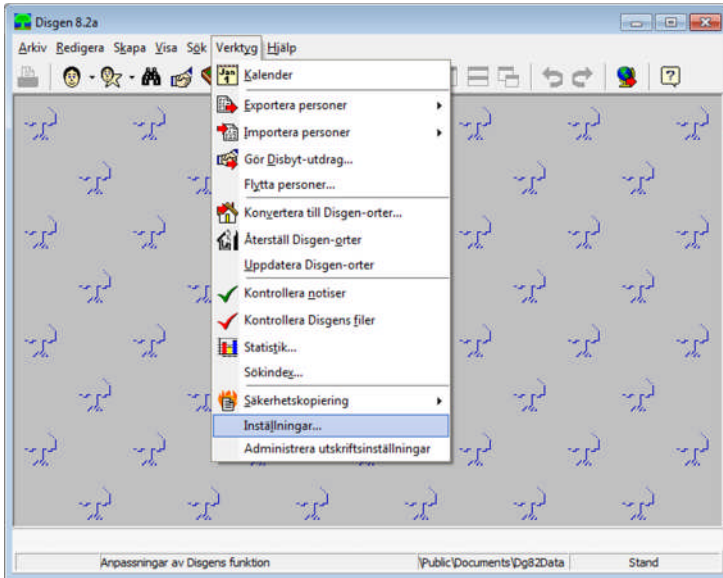 Disgen 8.2a
Arkiv Redigera Skapa Visa Sök Verktyg Hjälp
Jan
1
Kalender
Exportera personer
Importera personer
Gör Disbyt-utdrag...
Flytta personer...
Konvertera till Disgen-orter...
Återställ Disgen-orter
Uppdatera Disgen-orter
Kontrollera notiser
Kontrollera Disgens filer
Statistik...
Sökindex...
Säkerhetskopiering
Inställningar...
Administrera utskriftsinställningar
Anpassningar av Disgens funktion \Public\Documents\Dg82Data Stand